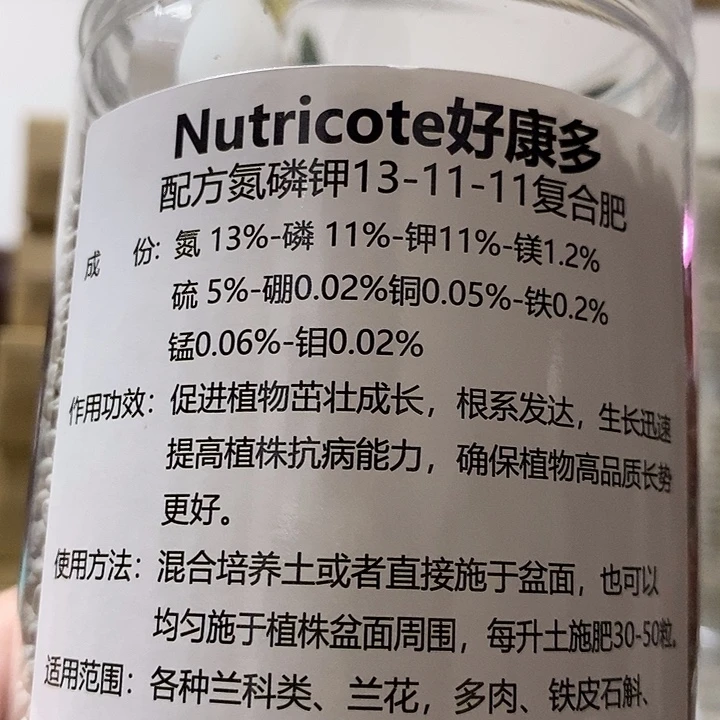 Nutricote好康多
配方氮磷钾13-11-11复合肥
成 份: 氮 13%-磷 11%-钾11%-镁1.2%
硫 5%-硼0.02%铜0.05%-铁0.2%
锰0.06%-钼0.02%
作用功效: 促进植物茁壮成长，根系发达，生长迅速
提高植株抗病能力，确保植物高品质长势
更好。
使用方法: 混合培养土或者直接施于盆面，也可以
均匀施于植株盆面周围，每升土施肥30-50粒.
适用范围: 各种兰科类、兰花，多肉、铁皮石斛、